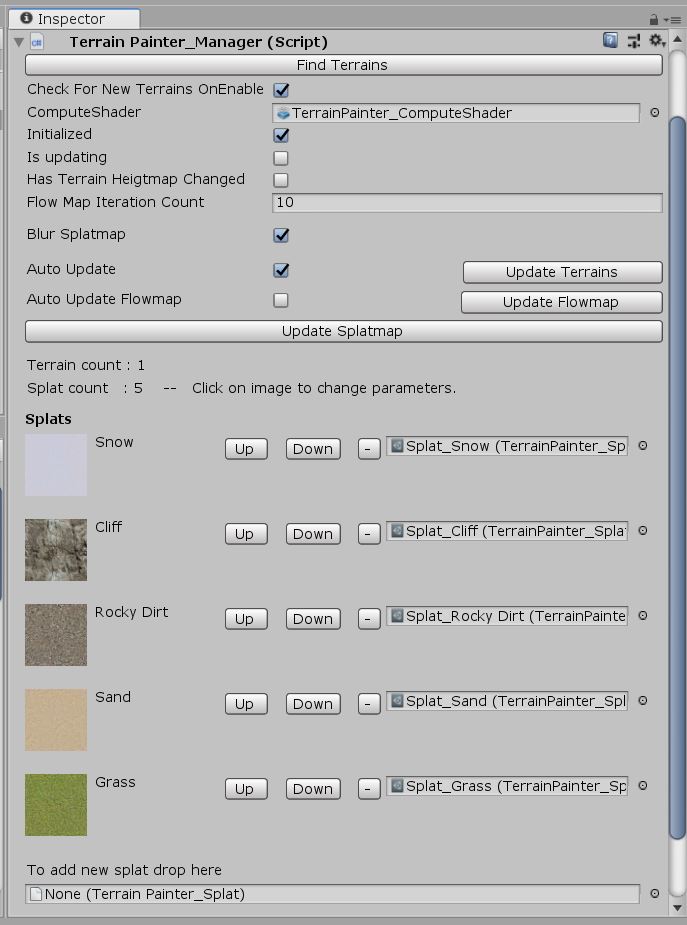 Inspector
Terrain Painter_Manager (Script)
Find Terrains
Check For New Terrains OnEnable
ComputeShader TerrainPainter_ComputeShader
Initialized
Is updating
Has Terrain Heigtmap Changed
Flow Map Iteration Count 10
Blur Splatmap
Auto Update Update Terrains
Auto Update Flowmap Update Flowmap
Update Splatmap
Terrain count : 1
Splat count : 5 -- Click on image to change parameters.
Splats
Snow Up Down - Splat_Snow (TerrainPainter_Sp
Cliff Up Down - Splat_Cliff (TerrainPainter_Spla
Rocky Dirt Up Down - Splat_Rocky Dirt (TerrainPainte
Sand Up Down - Splat_Sand (TerrainPainter_Spl
Grass Up Down - Splat_Grass (TerrainPainter_Sp
To add new splat drop here
None (Terrain Painter_Splat)